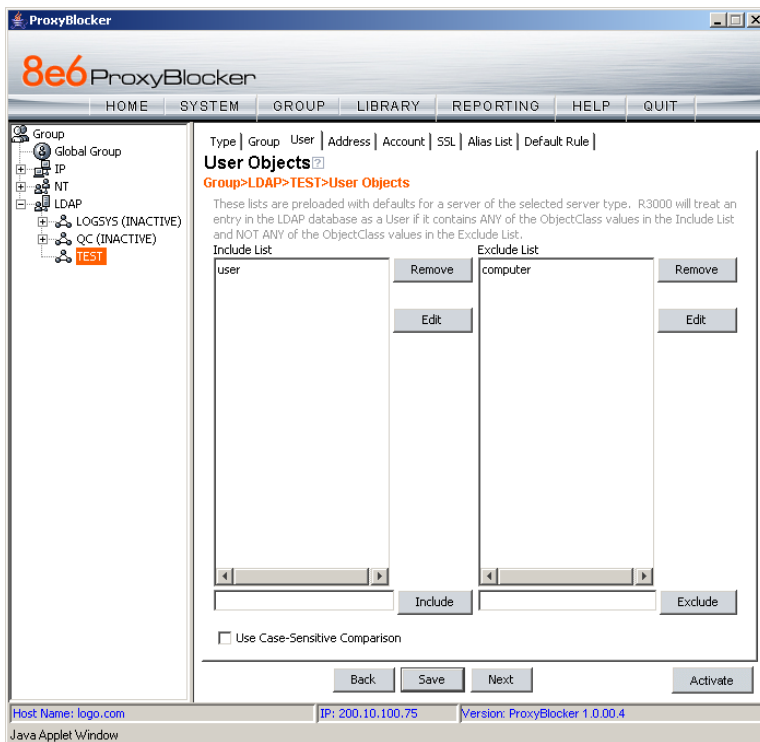 ProxyBlocker
8e6 ProxyBlocker
HOME SYSTEM GROUP LIBRARY REPORTING HELP QUIT
Group
Global Group
IP
NT
LDAP
LOGSYS (INACTIVE)
QC (INACTIVE)
TEST
Type | Group User | Address | Account | SSL | Alias List | Default Rule |
User Objects?
Group>LDAP>TEST>User Objects
These lists are preloaded with defaults for a server of the selected server type. R3000 will treat an
entry in the LDAP database as a User if it contains ANY of the ObjectClass values in the Include List
and NOT ANY of the ObjectClass values in the Exclude List.
Include List Exclude List
user Remove computer Remove
Edit Edit
Include Exclude
Use Case-Sensitive Comparison
Back Save Next Activate
Host Name: logo.com IP: 200.10.100.75 Version: ProxyBlocker 1.0.00.4
Java Applet Window